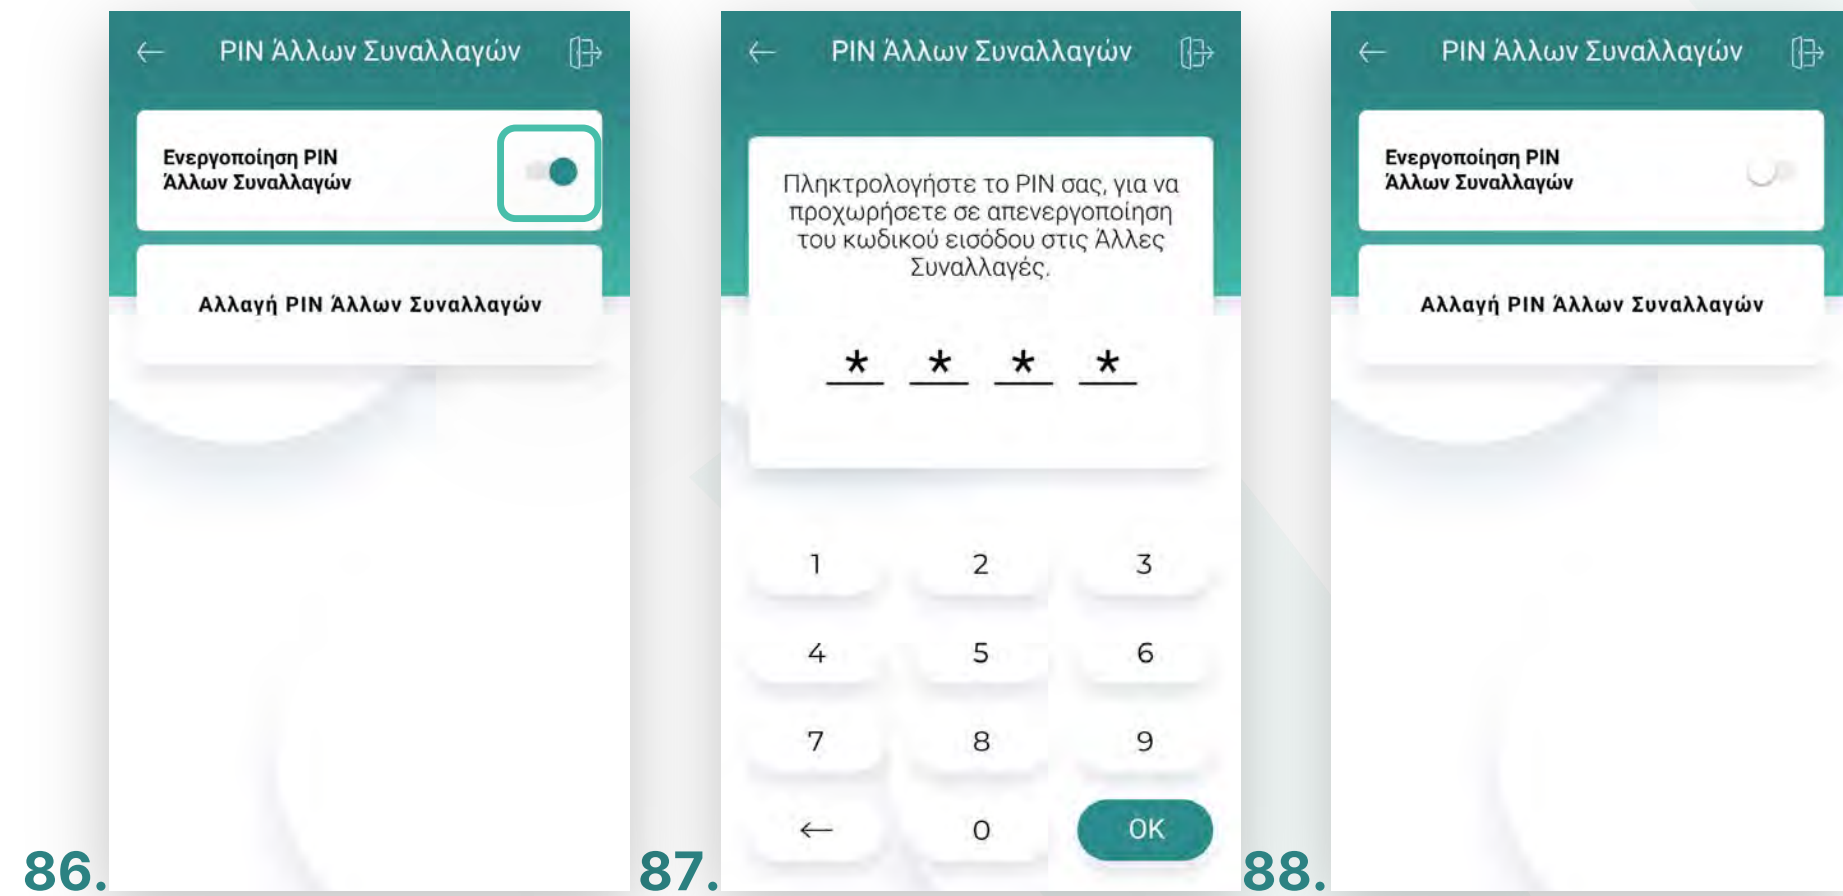 PIN Άλλων Συναλλαγών
Ενεργοποίηση PIN
Άλλων Συναλλαγών
Αλλαγή PIN Άλλων Συναλλαγών
86.
PIN Άλλων Συναλλαγών
Πληκτρολογήστε το PIN σας, για να
προχωρήσετε σε απενεργοποίηση
του κωδικού εισόδου στις Άλλες
Συναλλαγές.
* * * *
1 2 3
4 5 6
7 8 9
← 0 OK
87.
PIN Άλλων Συναλλαγών
Ενεργοποίηση PIN
Άλλων Συναλλαγών
Αλλαγή PIN Άλλων Συναλλαγών
88.